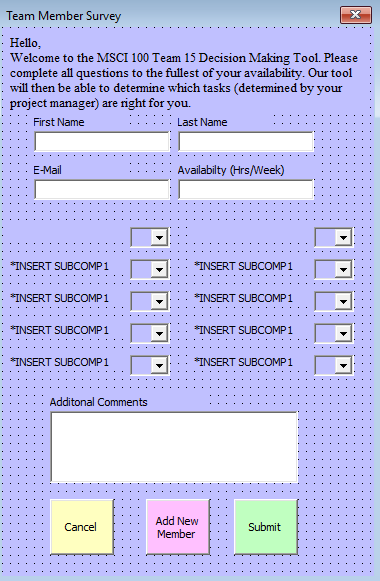 Team Member Survey
Hello,
Welcome to the MSCI 100 Team 15 Decision Making Tool. Please
complete all questions to the fullest of your availability. Our tool
will then be able to determine which tasks (determined by your
project manager) are right for you.
First Name Last Name
E-Mail Availabilty (Hrs/Week)
*INSERT SUBCOMP1 *INSERT SUBCOMP1
*INSERT SUBCOMP1 *INSERT SUBCOMP1
*INSERT SUBCOMP1 *INSERT SUBCOMP1
*INSERT SUBCOMP1 *INSERT SUBCOMP1
Additonal Comments
Cancel Add New Member Submit